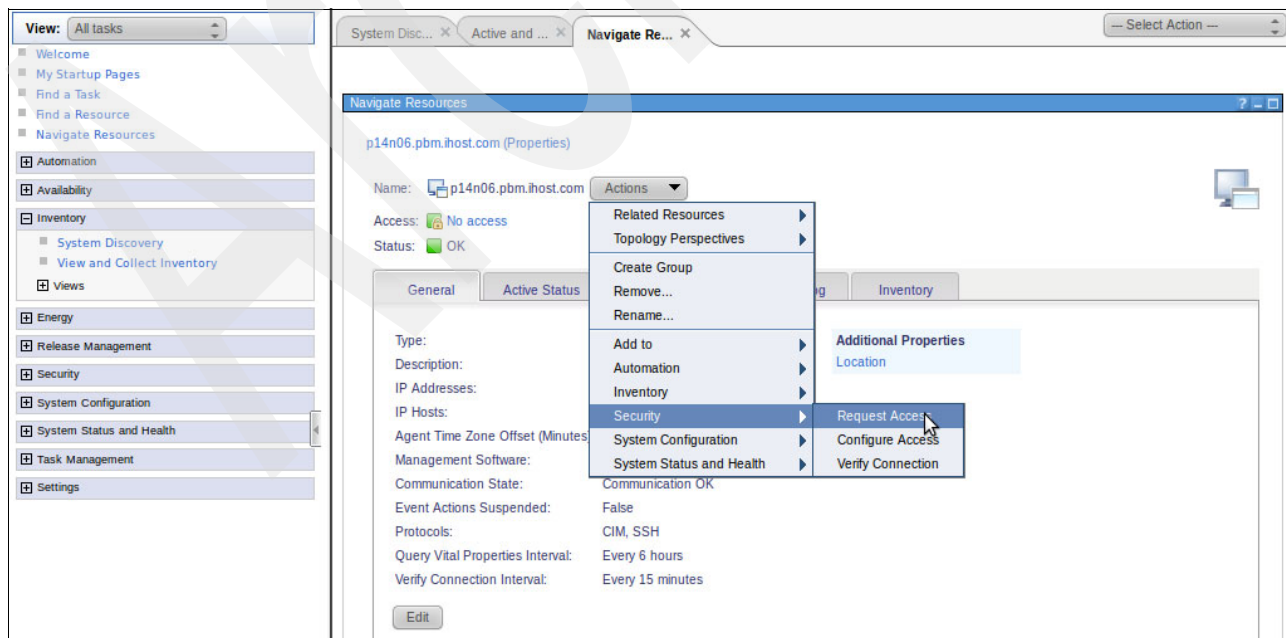 View: All tasks
Welcome
My Startup Pages
Find a Task
Find a Resource
Navigate Resources
Automation
Availability
Inventory
System Discovery
View and Collect Inventory
Views
Energy
Release Management
Security
System Configuration
System Status and Health
Task Management
Settings
System Disc... Active and ... Navigate Re...
--- Select Action ---
Navigate Resources
p14n06.pbm.ihost.com (Properties)
Name: p14n06.pbm.ihost.com Actions
Access: No access
Status: OK
Related Resources
Topology Perspectives
Create Group
Remove...
Rename...
Add to
Automation
Inventory
Security
System Configuration
System Status and Health
Request Access
Configure Access
Verify Connection
General Active Status Inventory
Type:
Description:
IP Addresses:
IP Hosts:
Agent Time Zone Offset (Minutes
Management Software:
Communication State: Communication OK
Event Actions Suspended: False
Protocols: CIM, SSH
Query Vital Properties Interval: Every 6 hours
Verify Connection Interval: Every 15 minutes
Additional Properties
Location
Edit